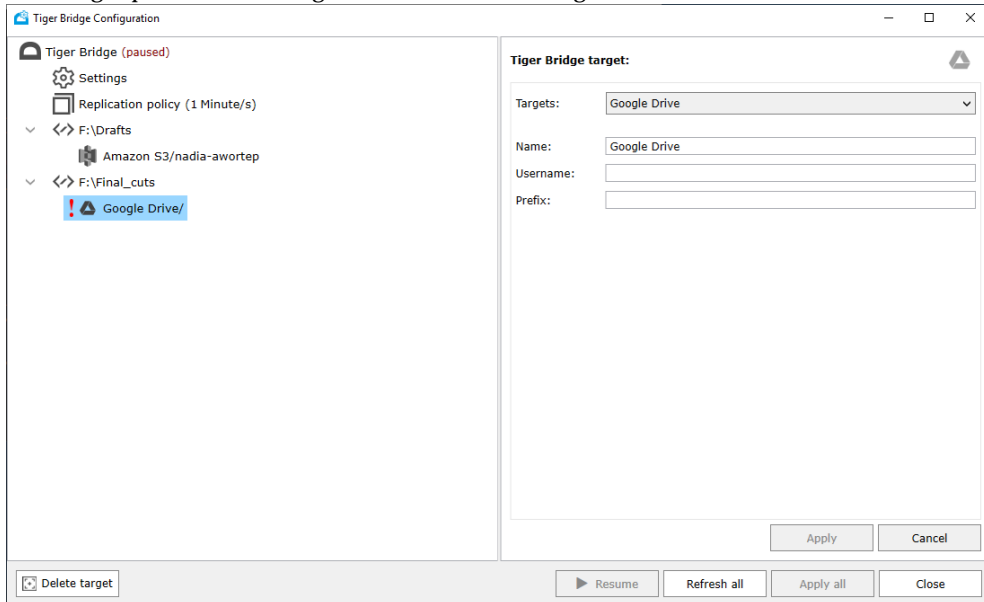 Tiger Bridge Configuration
Tiger Bridge (paused)
Settings
Replication policy (1 Minute/s)
F:\Drafts
Amazon S3/nadia-awortep
F:\Final_cuts
! Google Drive/
Tiger Bridge target:
Targets: Google Drive
Name: Google Drive
Username:
Prefix:
Apply Cancel
Delete target Resume Refresh all Apply all Close